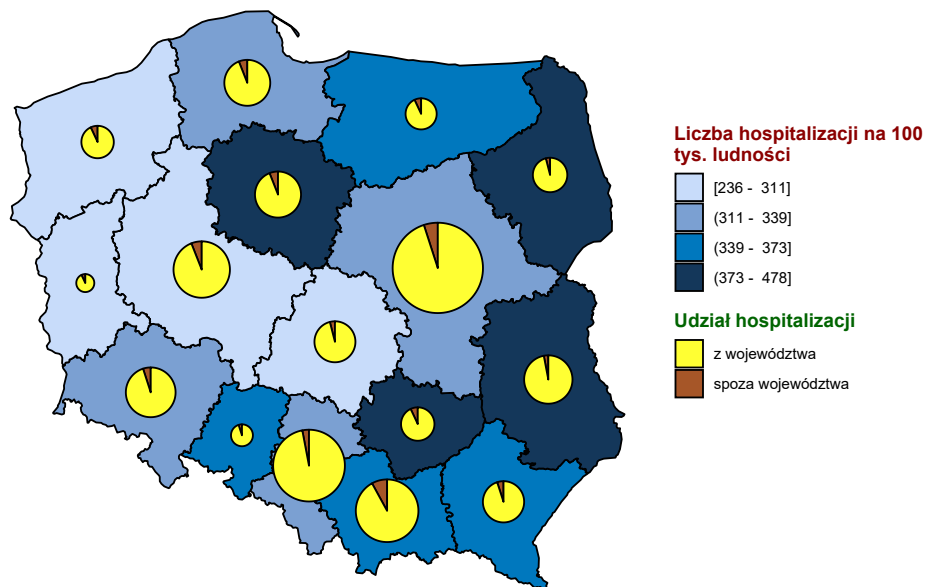 Liczba hospitalizacji na 100
tys. ludności
[236 - 311]
(311 - 339]
(339 - 373]
(373 - 478]
Udział hospitalizacji
z województwa
spoza województwa